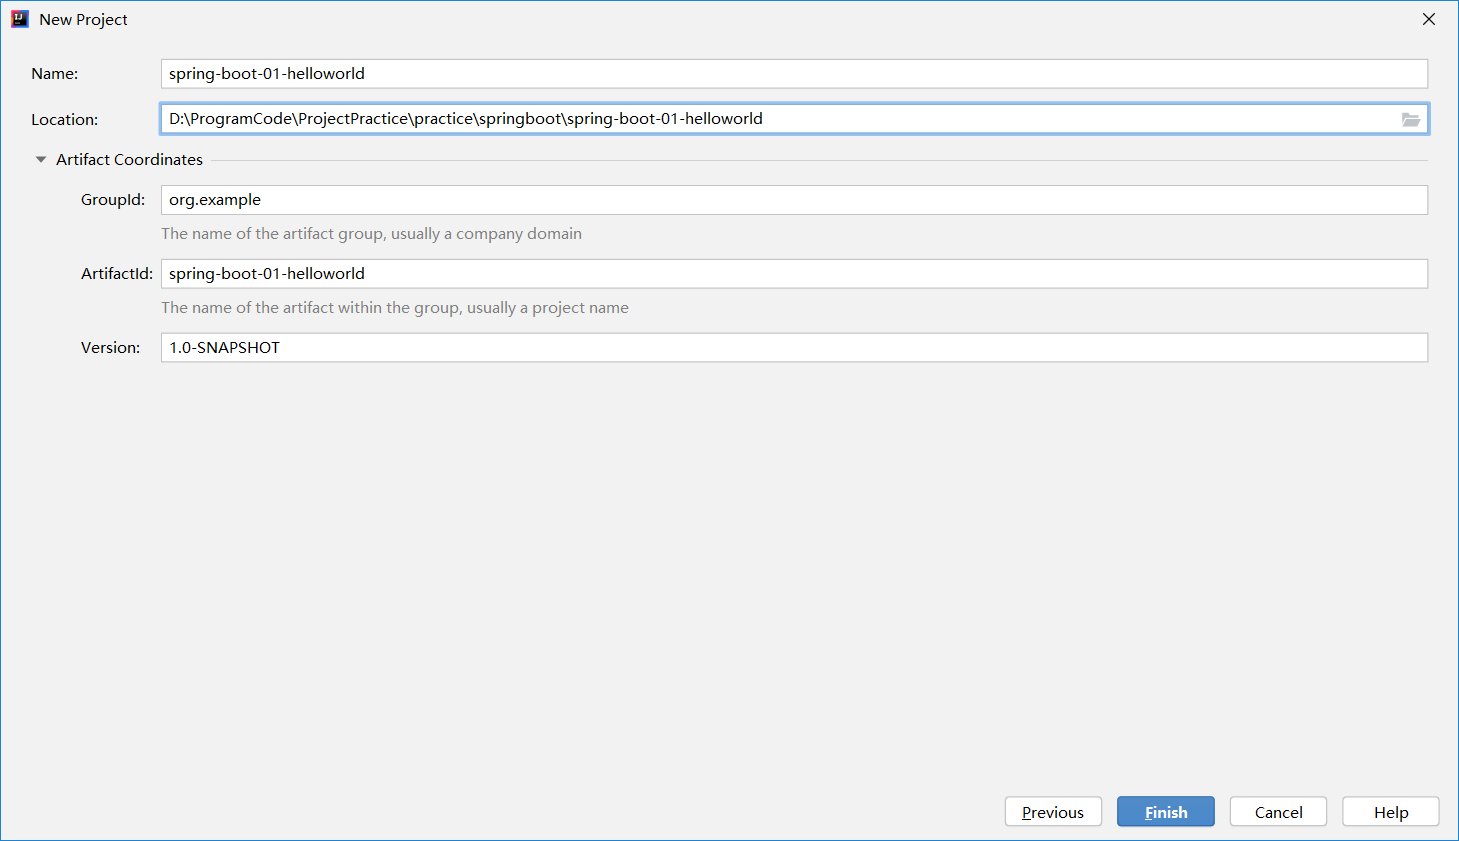 New Project
Name: spring-boot-01-helloworld
Location: D:\ProgramCode\ProjectPractice\practice\springboot\spring-boot-01-helloworld
Artifact Coordinates
GroupId: org.example
The name of the artifact group, usually a company domain
ArtifactId: spring-boot-01-helloworld
The name of the artifact within the group, usually a project name
Version: 1.0-SNAPSHOT
Previous Finish Cancel Help